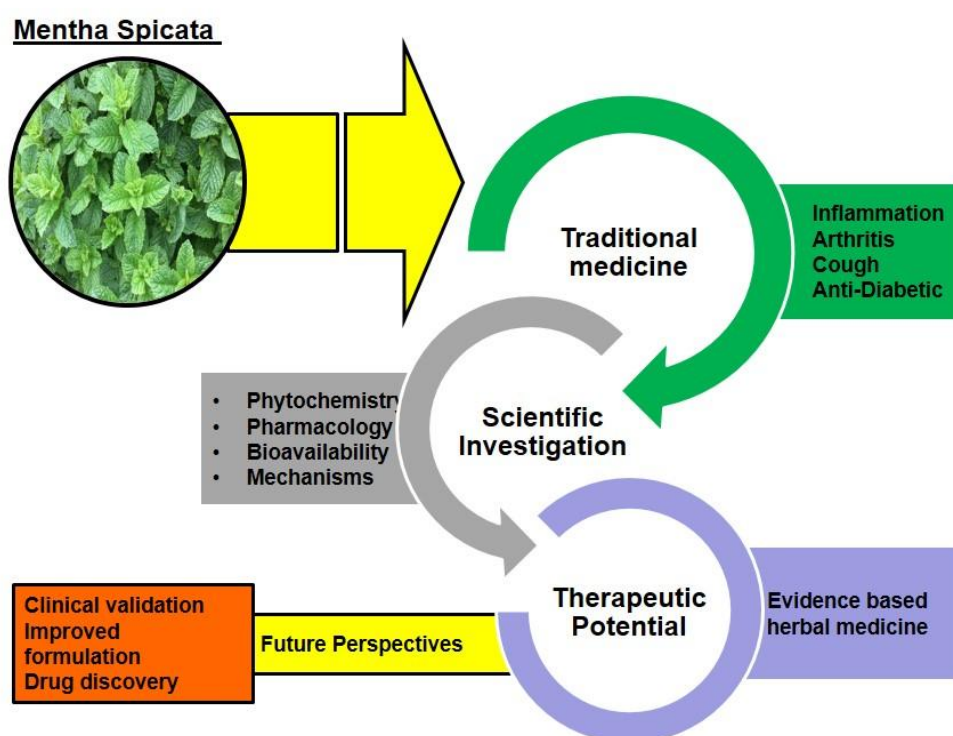 Mentha Spicata
Traditional
medicine
Inflammation
Arthritis
Cough
Anti-Diabetic
• Phytochemistry
• Pharmacology
• Bioavailability
• Mechanisms
Scientific
Investigation
Therapeutic
Potential
Evidence based
herbal medicine
Future Perspectives
Clinical validation
Improved
formulation
Drug discovery